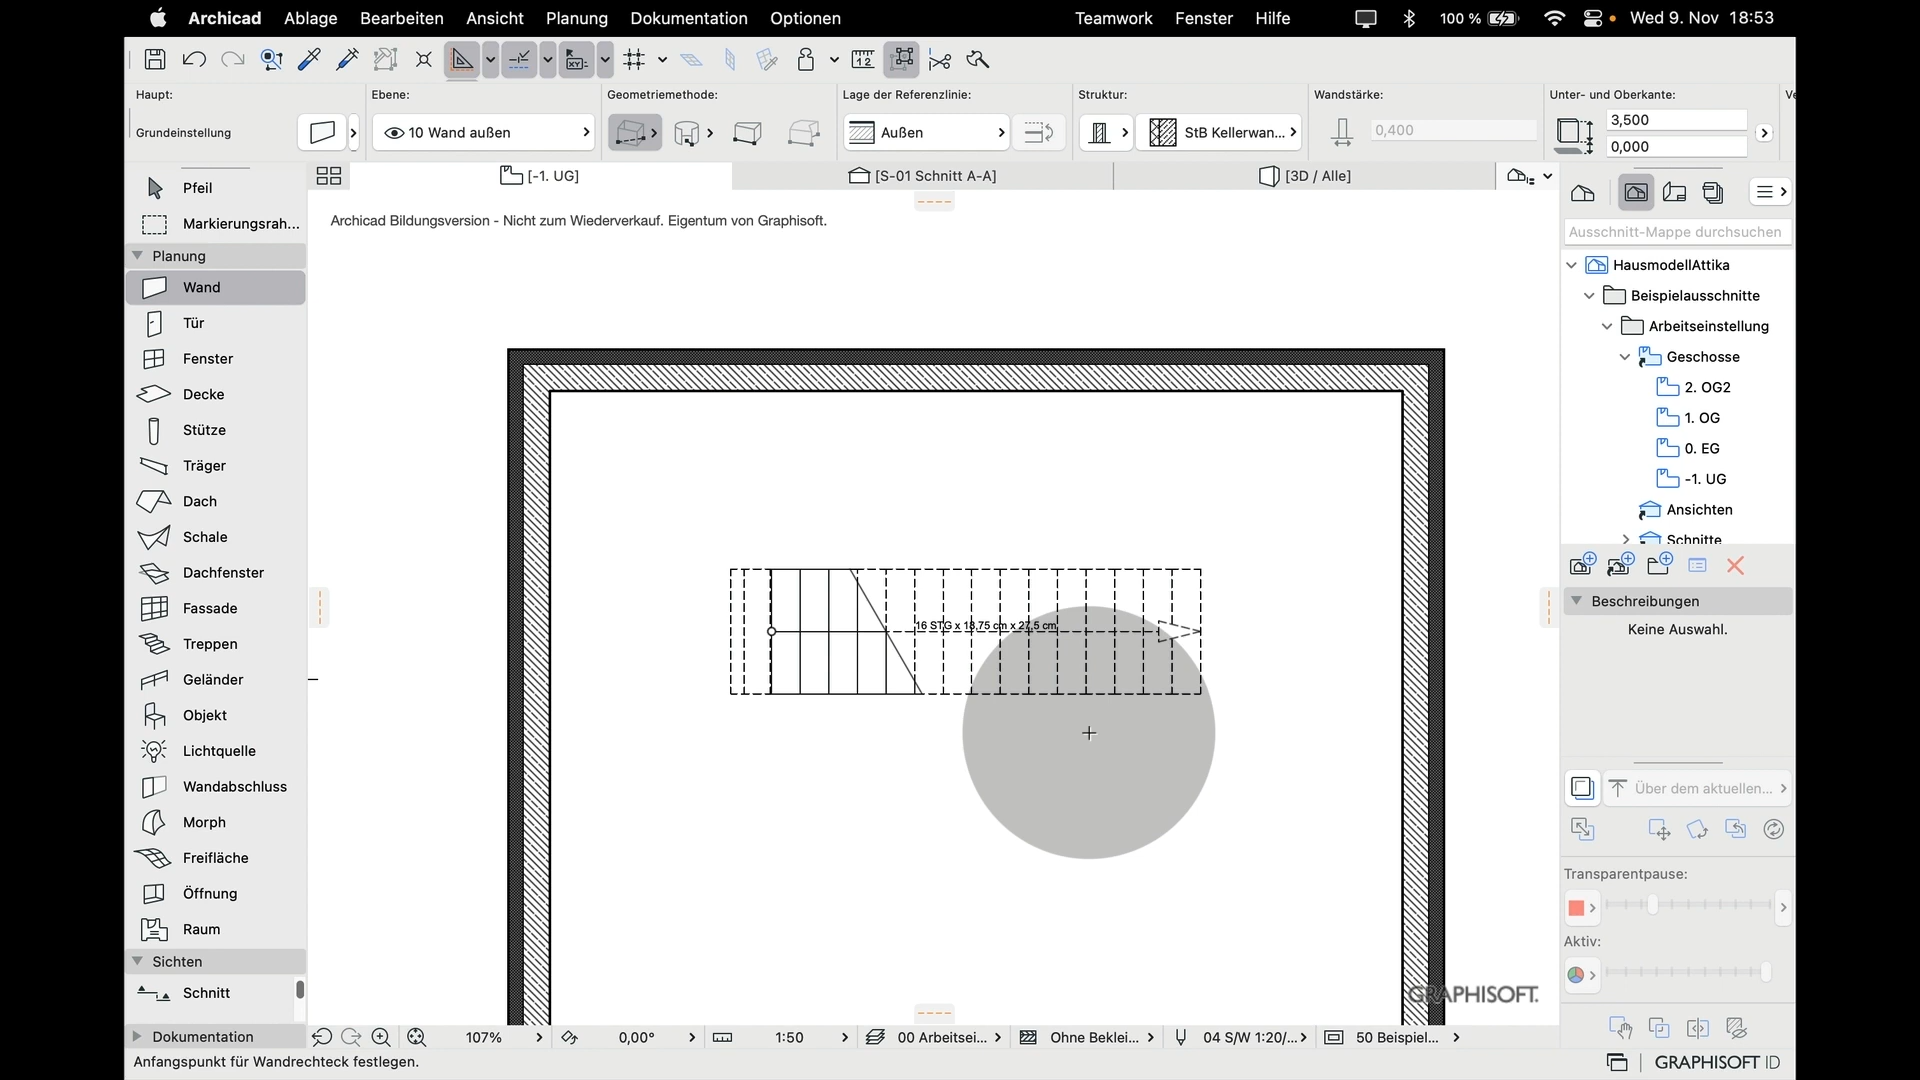 Archicad Ablage Bearbeiten Ansicht Planung Dokumentation Optionen Teamwork Fenster Hilfe 100 % Wed 9. Nov 18:53
Haupt: Ebene: Geometriemethode: Lage der Referenzlinie: Struktur: Wandstärke: Unter- und Oberkante:
Grundeinstellung 10 Wand außen Außen StB Kellerwan... 0,400 3,500
0,000
[-1. UG] [S-01 Schnitt A-A] [3D / Alle]
Archicad Bildungsversion - Nicht zum Wiederverkauf. Eigentum von Graphisoft.
Pfeil
Markierungsrah...
Planung
Wand
Tür
Fenster
Decke
Stütze
Träger
Dach
Schale
Dachfenster
Fassade
Treppen
Geländer
Objekt
Lichtquelle
Wandabschluss
Morph
Freifläche
Öffnung
Raum
Sichten
Schnitt
Dokumentation
16 STG x 18,75 cm x 27,5 cm
GRAPHISOFT.
Ausschnitt-Mappe durchsuchen
HausmodellAttika
Beispielausschnitte
Arbeitseinstellung
Geschosse
2. OG2
1. OG
0. EG
-1. UG
Ansichten
Schnitte
Beschreibungen
Keine Auswahl.
Über dem aktuellen...
Transparentpause:
Aktiv:
107% 0,00° 1:50 00 Arbeitsei... Ohne Beklei... 04 S/W 1:20/... 50 Beispiel...
Anfangspunkt für Wandrechteck festlegen.
GRAPHISOFT ID